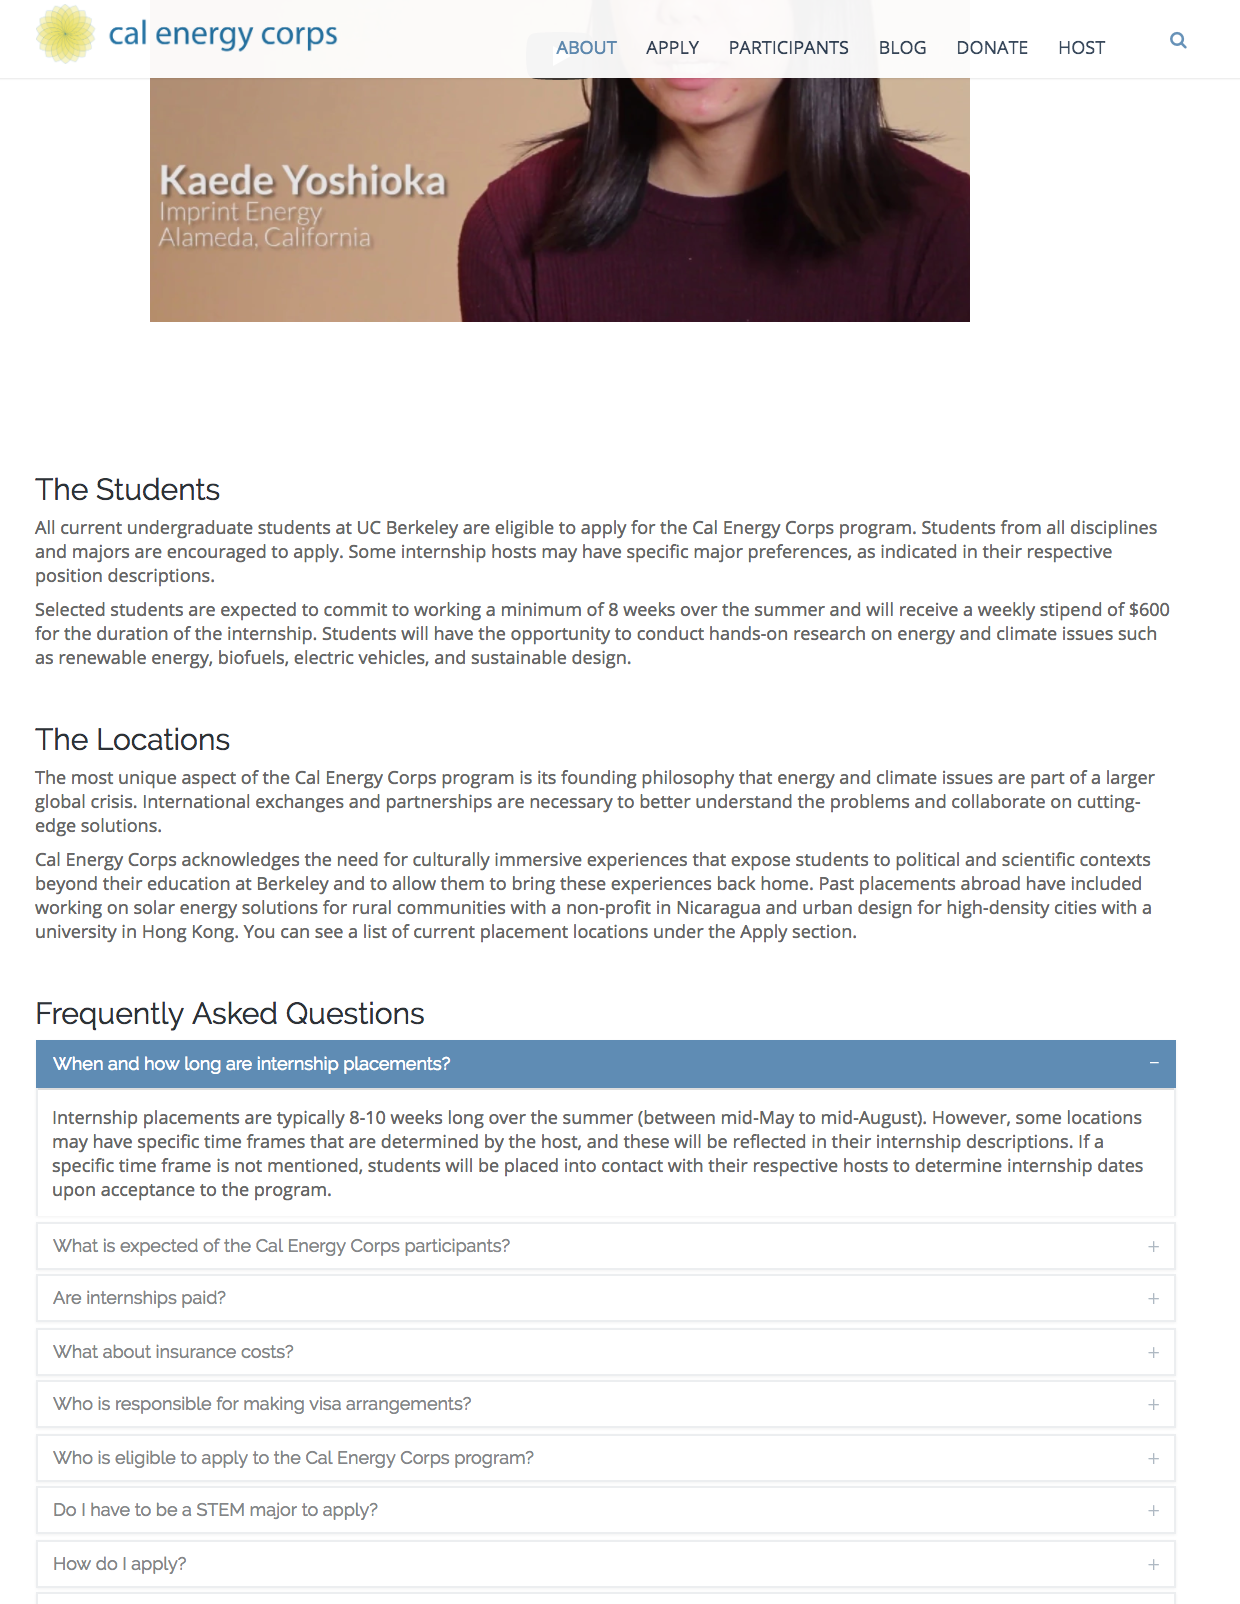 cal energy corps
ABOUT APPLY PARTICIPANTS BLOG DONATE HOST
Kaede Yoshioka
Imprint Energy
Alameda, California
The Students
All current undergraduate students at UC Berkeley are eligible to apply for the Cal Energy Corps program. Students from all disciplines
and majors are encouraged to apply. Some internship hosts may have specific major preferences, as indicated in their respective
position descriptions.
Selected students are expected to commit to working a minimum of 8 weeks over the summer and will receive a weekly stipend of $600
for the duration of the internship. Students will have the opportunity to conduct hands-on research on energy and climate issues such
as renewable energy, biofuels, electric vehicles, and sustainable design.
The Locations
The most unique aspect of the Cal Energy Corps program is its founding philosophy that energy and climate issues are part of a larger
global crisis. International exchanges and partnerships are necessary to better understand the problems and collaborate on cutting-
edge solutions.
Cal Energy Corps acknowledges the need for culturally immersive experiences that expose students to political and scientific contexts
beyond their education at Berkeley and to allow them to bring these experiences back home. Past placements abroad have included
working on solar energy solutions for rural communities with a non-profit in Nicaragua and urban design for high-density cities with a
university in Hong Kong. You can see a list of current placement locations under the Apply section.
Frequently Asked Questions
When and how long are internship placements? −
Internship placements are typically 8-10 weeks long over the summer (between mid-May to mid-August). However, some locations
may have specific time frames that are determined by the host, and these will be reflected in their internship descriptions. If a
specific time frame is not mentioned, students will be placed into contact with their respective hosts to determine internship dates
upon acceptance to the program.
What is expected of the Cal Energy Corps participants? +
Are internships paid? +
What about insurance costs? +
Who is responsible for making visa arrangements? +
Who is eligible to apply to the Cal Energy Corps program? +
Do I have to be a STEM major to apply? +
How do I apply? +